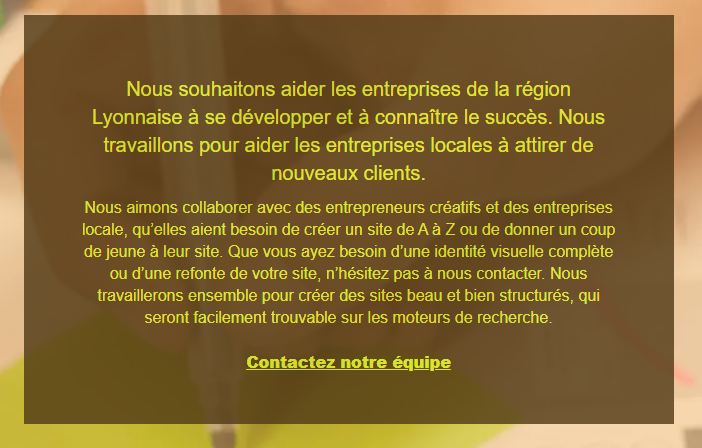 Nous souhaitons aider les entreprises de la région
Lyonnaise à se développer et à connaître le succès. Nous
travaillons pour aider les entreprises locales à attirer de
nouveaux clients.
Nous aimons collaborer avec des entrepreneurs créatifs et des entreprises
locale, qu’elles aient besoin de créer un site de A à Z ou de donner un coup
de jeune à leur site. Que vous ayez besoin d’une identité visuelle complète
ou d’une refonte de votre site, n’hésitez pas à nous contacter. Nous
travaillerons ensemble pour créer des sites beau et bien structurés, qui
seront facilement trouvable sur les moteurs de recherche.
Contactez notre équipe